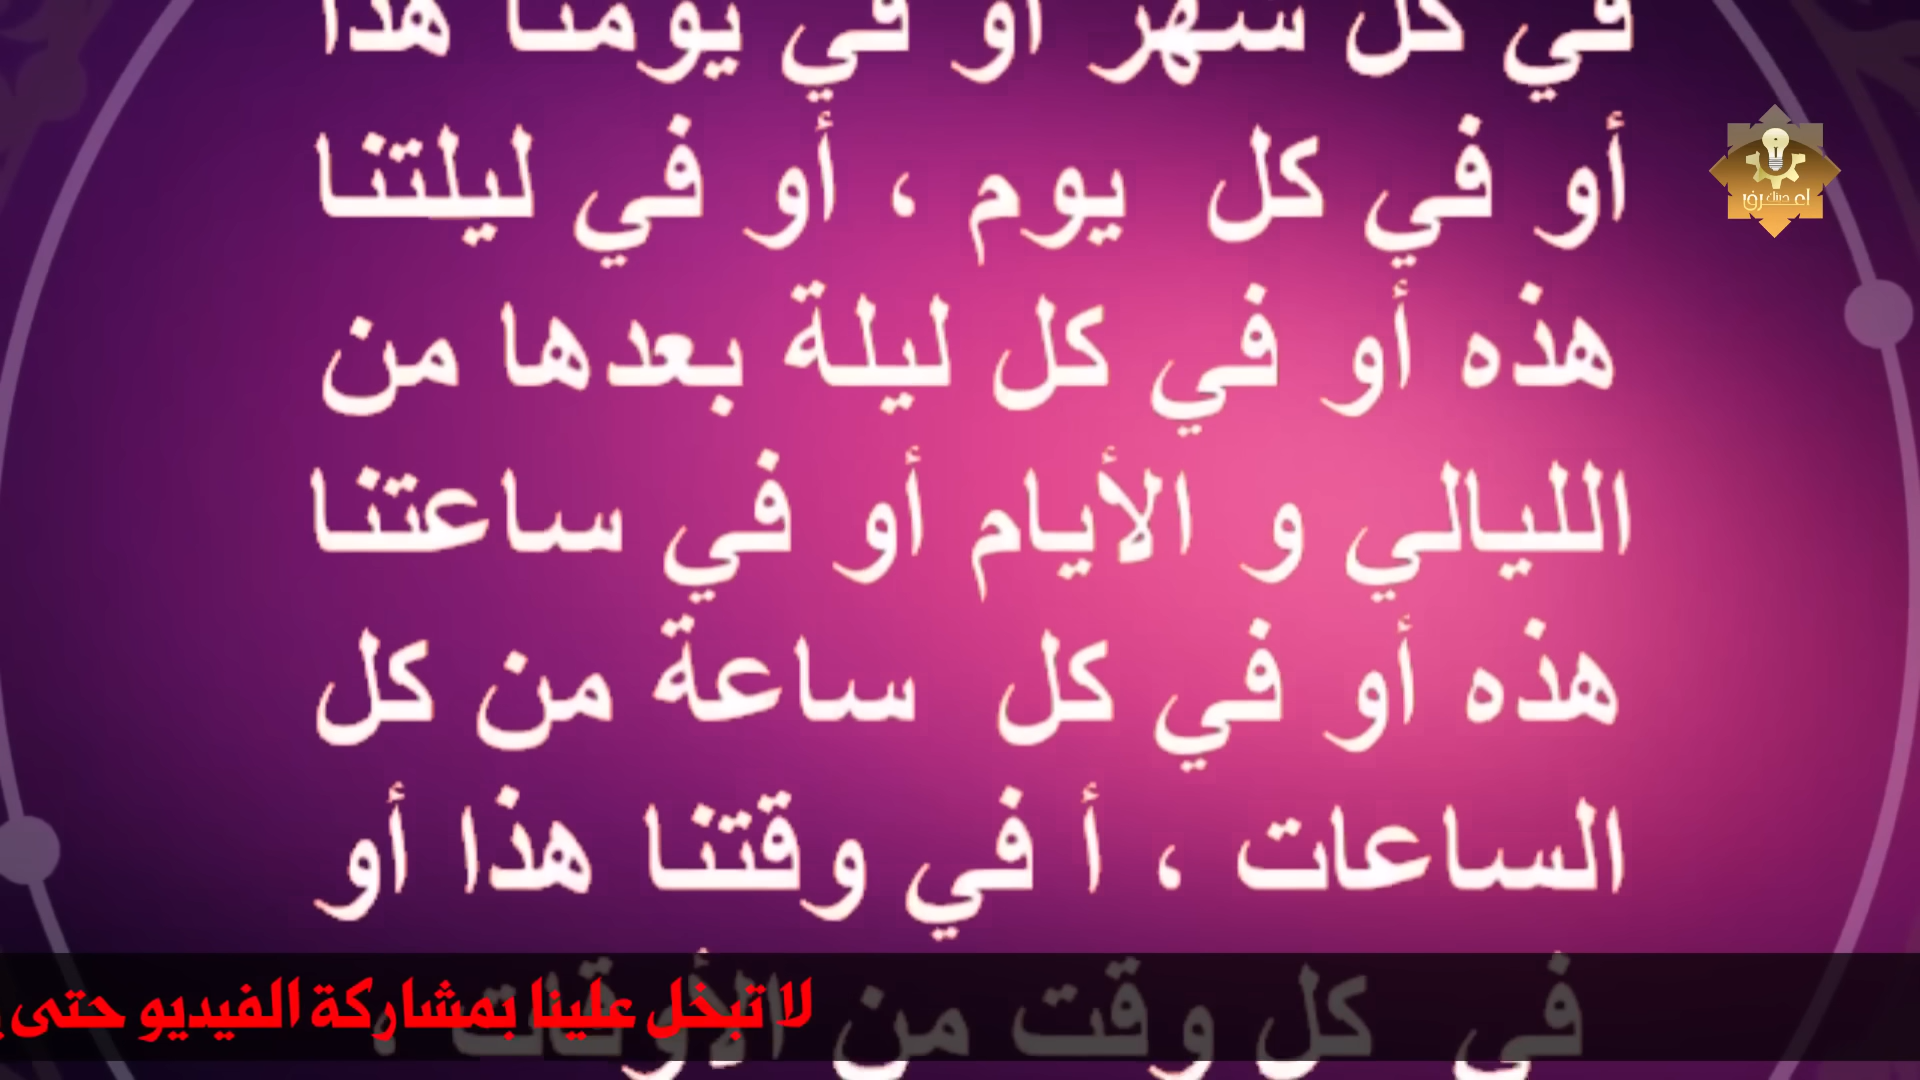 في كل شهر أو في يومنا هذا
أو في كل يوم ، أو في ليلتنا
هذه أو في كل ليلة بعدها من
الليالي و الأيام أو في ساعتنا
هذه أو في كل ساعة من كل
الساعات ، أ في وقتنا هذا أو
في كل وقت من الأوقات ،
لا تبخل علينا بمشاركة الفيديو حتى